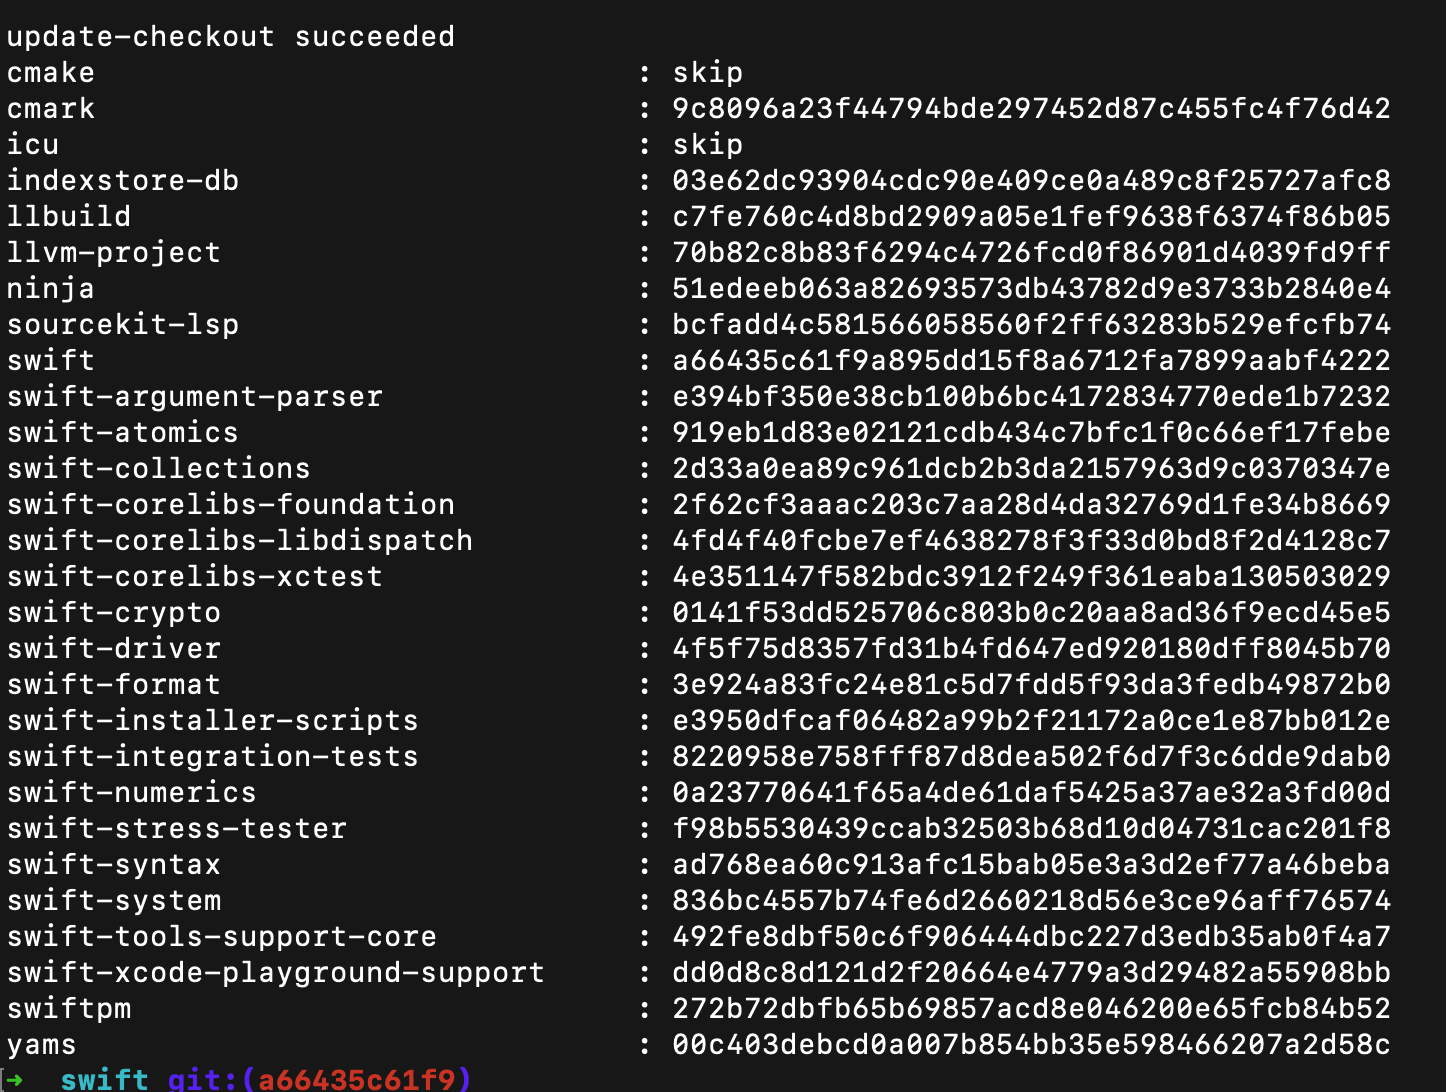 update-checkout succeeded
cmake : skip
cmark : 9c8096a23f44794bde297452d87c455fc4f76d42
icu : skip
indexstore-db : 03e62dc93904cdc90e409ce0a489c8f25727afc8
llbuild : c7fe760c4d8bd2909a05e1fef9638f6374f86b05
llvm-project : 70b82c8b83f6294c4726fcd0f86901d4039fd9ff
ninja : 51edeeb063a82693573db43782d9e3733b2840e4
sourcekit-lsp : bcfadd4c581566058560f2ff63283b529efcfb74
swift : a66435c61f9a895dd15f8a6712fa7899aabf4222
swift-argument-parser : e394bf350e38cb100b6bc4172834770ede1b7232
swift-atomics : 919eb1d83e02121cdb434c7bfc1f0c66ef17febe
swift-collections : 2d33a0ea89c961dcb2b3da2157963d9c0370347e
swift-corelibs-foundation : 2f62cf3aaac203c7aa28d4da32769d1fe34b8669
swift-corelibs-libdispatch : 4fd4f40fcbe7ef4638278f3f33d0bd8f2d4128c7
swift-corelibs-xctest : 4e351147f582bdc3912f249f361eaba130503029
swift-crypto : 0141f53dd525706c803b0c20aa8ad36f9ecd45e5
swift-driver : 4f5f75d8357fd31b4fd647ed920180dff8045b70
swift-format : 3e924a83fc24e81c5d7fdd5f93da3fedb49872b0
swift-installer-scripts : e3950dfcaf06482a99b2f21172a0ce1e87bb012e
swift-integration-tests : 8220958e758fff87d8dea502f6d7f3c6dde9dab0
swift-numerics : 0a23770641f65a4de61daf5425a37ae32a3fd00d
swift-stress-tester : f98b5530439ccab32503b68d10d04731cac201f8
swift-syntax : ad768ea60c913afc15bab05e3a3d2ef77a46beba
swift-system : 836bc4557b74fe6d2660218d56e3ce96aff76574
swift-tools-support-core : 492fe8dbf50c6f906444dbc227d3edb35ab0f4a7
swift-xcode-playground-support : dd0d8c8d121d2f20664e4779a3d29482a55908bb
swiftpm : 272b72dbfb65b69857acd8e046200e65fcb84b52
yams : 00c403debcd0a007b854bb35e598466207a2d58c
➜ swift git:(a66435c61f9)